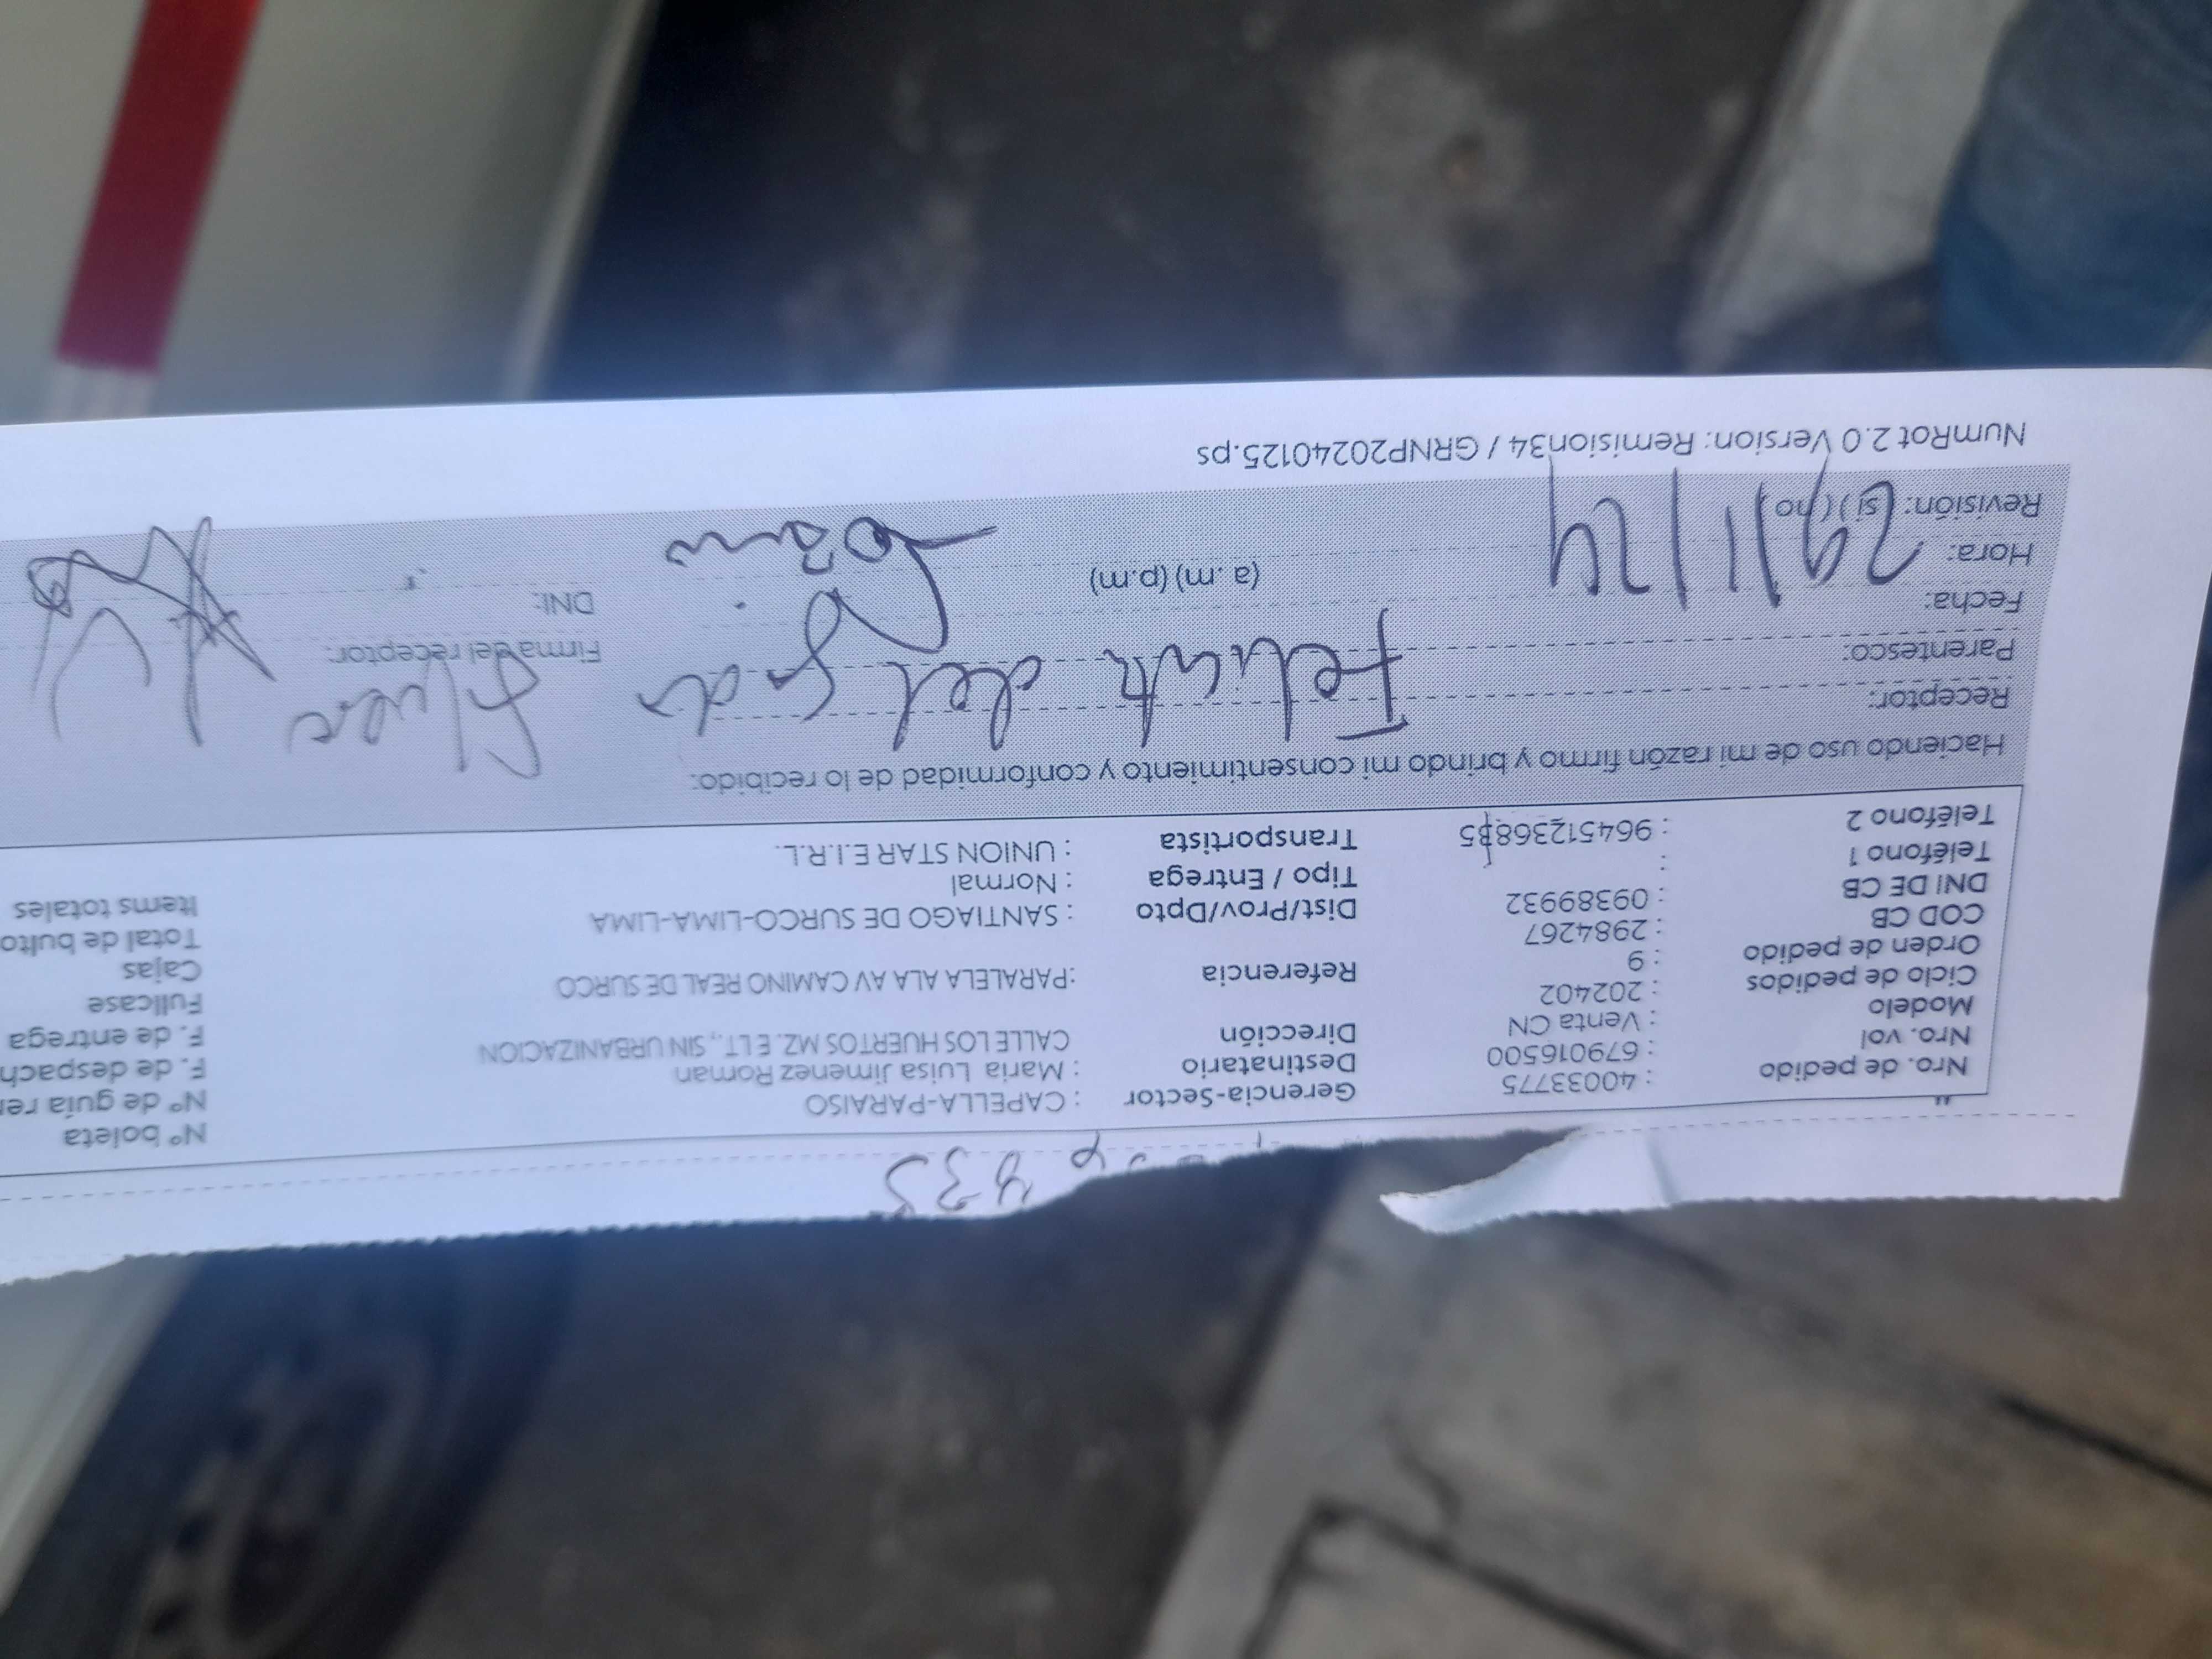 935
Nro. de pedido : 40033775 Gerencia-Sector : CAPELLA-PARAISO Nº boleta
Nro. vol : 679016500 Destinatario : Maria Luisa Jimenez Roman Nº de guia
Modelo : Venta CN Dirección CALLE LOS HUERTOS MZ. E LT., SIN URBANIZACION F. de despach
Ciclo de pedidos : 202402 F. de entrega
Orden de pedido : 9 Referencia :PARALELA ALA AV CAMINO REAL DE SURCO Fullcase
COD CB : 2984267 Cajas
DNI DE CB : 09389932 Dist/Prov/Dpto : SANTIAGO DE SURCO-LIMA-LIMA Total de bulto
Teléfono 1 : Tipo / Entrega : Normal Items totales
Teléfono 2 : Transportista : UNION STAR E.I.R.L.
Haciendo uso de mi razón firmo y brindo mi consentimiento y conformidad de lo recibido:
Receptor: delgado
Parentesco: Firma del receptor:
Fecha: 29/1/24 DNI:
Hora: (a.m) (p.m)
Revisión: (si) (no)
NumRot 2.0 Version: Remision34 / GRNP20240125.ps